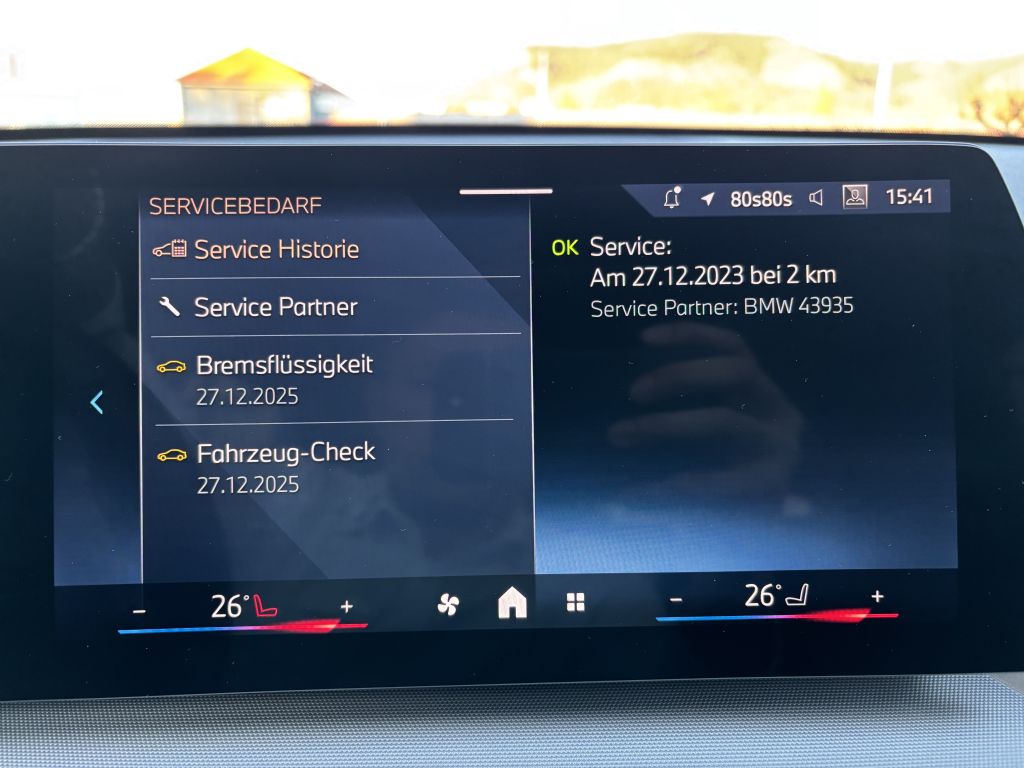 80s80s 15:41
SERVICEBEDARF
Service Historie
Service Partner
Bremsflüssigkeit
27.12.2025
Fahrzeug-Check
27.12.2025
OK Service:
Am 27.12.2023 bei 2 km
Service Partner: BMW 43935
− 26° + − 26° +